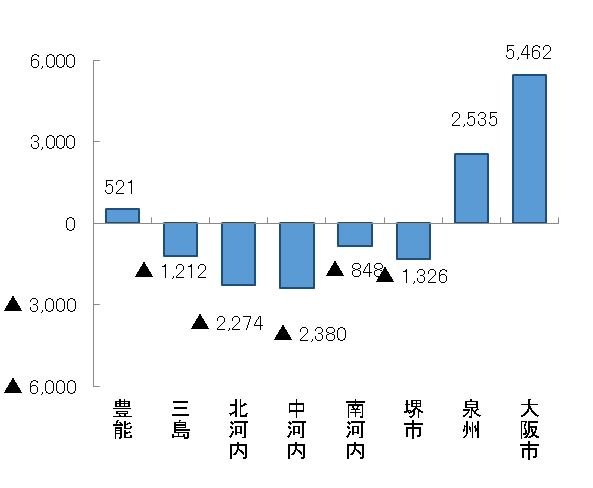 5,462
6,000
2,535
3,000
521
0
▲ 1,212
▲ 848
▲ 1,326
▲ 3,000
▲ 2,274
▲ 2,380
▲ 6,000
豊能
三島
北河内
中河内
南河内
堺市
泉州
大阪市